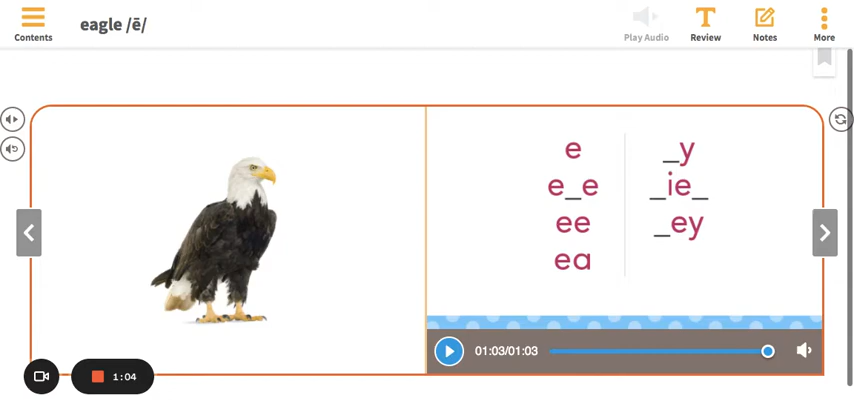 Contents
eagle /ē/
Play Audio
Review
Notes
More
e
e_e
ee
ea
_y
_ie_
_ey
01:03/01:03
1:04